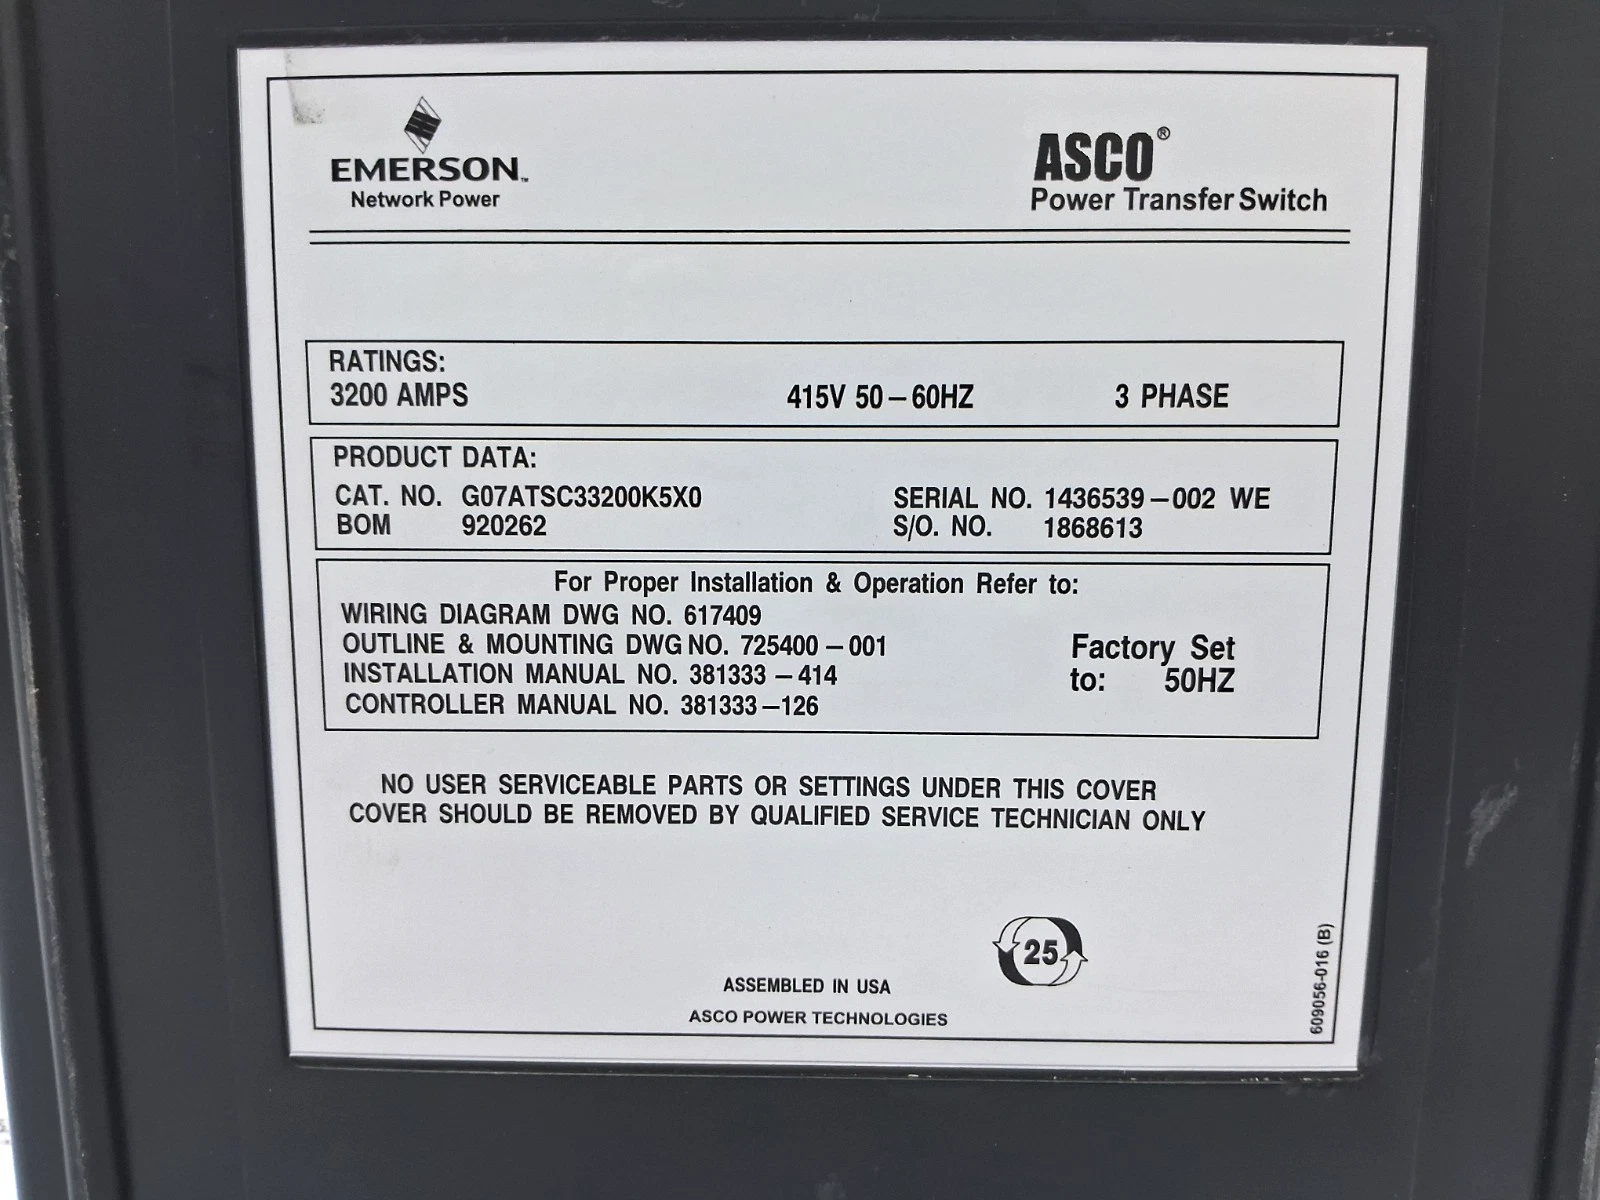 EMERSON™
Network Power
ASCO®
Power Transfer Switch
RATINGS:
3200 AMPS 415V 50–60HZ 3 PHASE
PRODUCT DATA:
CAT. NO. G07ATSC33200K5X0 SERIAL NO. 1436539–002 WE
BOM 920262 S/O. NO. 1868613
For Proper Installation & Operation Refer to:
WIRING DIAGRAM DWG NO. 617409
OUTLINE & MOUNTING DWG NO. 725400–001
INSTALLATION MANUAL NO. 381333–414
CONTROLLER MANUAL NO. 381333–126
Factory Set
to: 50HZ
NO USER SERVICEABLE PARTS OR SETTINGS UNDER THIS COVER
COVER SHOULD BE REMOVED BY QUALIFIED SERVICE TECHNICIAN ONLY
25
ASSEMBLED IN USA
ASCO POWER TECHNOLOGIES
609056-016 (B)